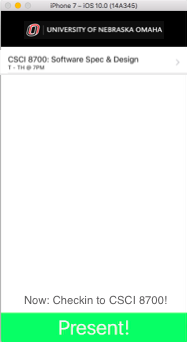 iPhone 7 – iOS 10.0 (14A345)
UNIVERSITY OF NEBRASKA OMAHA
CSCI 8700: Software Spec & Design
T - TH @ 7PM
Now: Checkin to CSCI 8700!
Present!